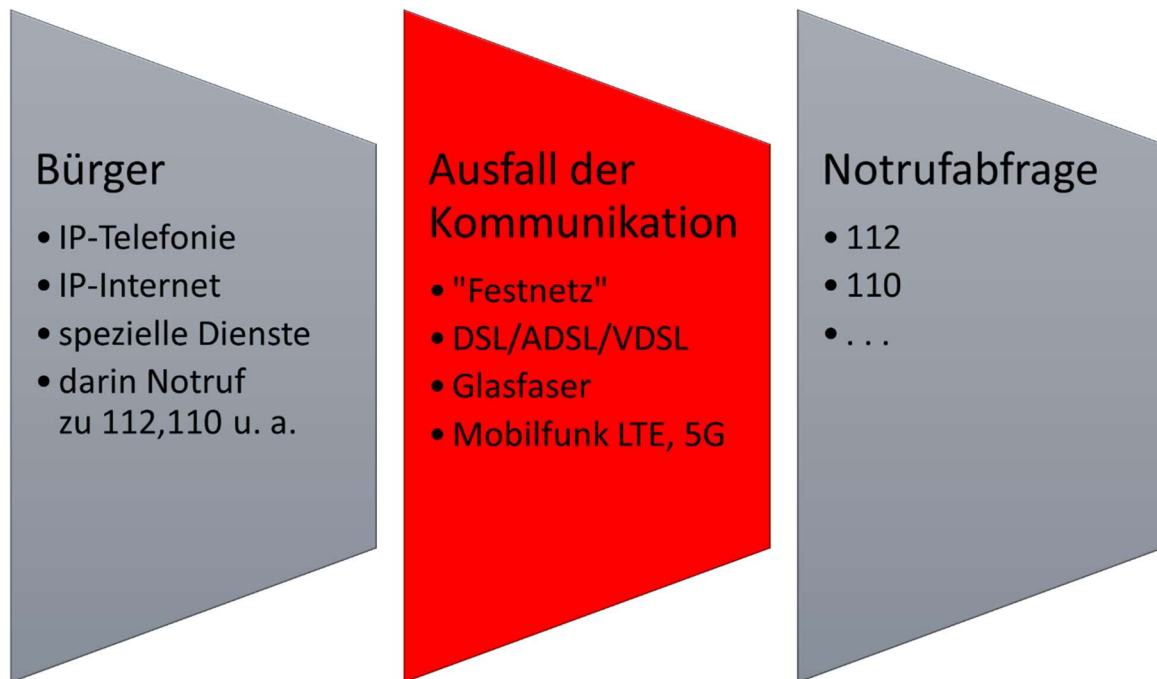 Bürger
• IP-Telefonie
• IP-Internet
• spezielle Dienste
• darin Notruf
zu 112,110 u. a.
Ausfall der
Kommunikation
• "Festnetz"
• DSL/ADSL/VDSL
• Glasfaser
• Mobilfunk LTE, 5G
Notrufabfrage
• 112
• 110
• . . .